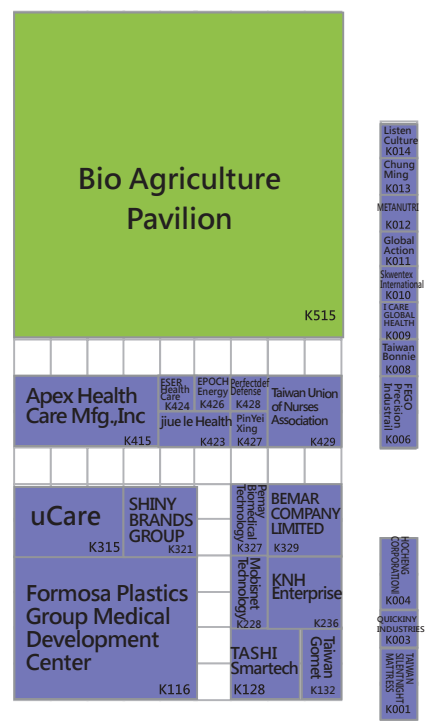 Bio Agriculture
Pavilion
K515
Apex Health
Care Mfg.,Inc
K415
ESER
Health
Care
K424
EPOCH
Energy
K426
Perfectdef
Defense
K428
jiue le Health
K423
PinYei
Xing
K427
Taiwan Union
of Nurses
Association
K429
uCare
K315
SHINY
BRANDS
GROUP
K321
Pemay
Biomedical
Technology
K327
BEMAR
COMPANY
LIMITED
K329
Formosa Plastics
Group Medical
Development
Center
K116
Mobisnet
Technology
K228
KNH
Enterprise
K236
TASHI
Smartech
K128
Taiwan
Gomet
K132
Listen
Culture
K014
Chung
Ming
K013
METANUTRI
K012
Global
Action
K011
Skwentex
International
K010
I CARE
GLOBAL
HEALTH
K009
Taiwan
Bonnie
K008
FEGO
Precision
Industrail
K006
HOCHENG
CORPORATION
K004
QUICKINY
INDUSTRIES
K003
TAIWAN
SILENTNIGHT
MATTRESS
K001